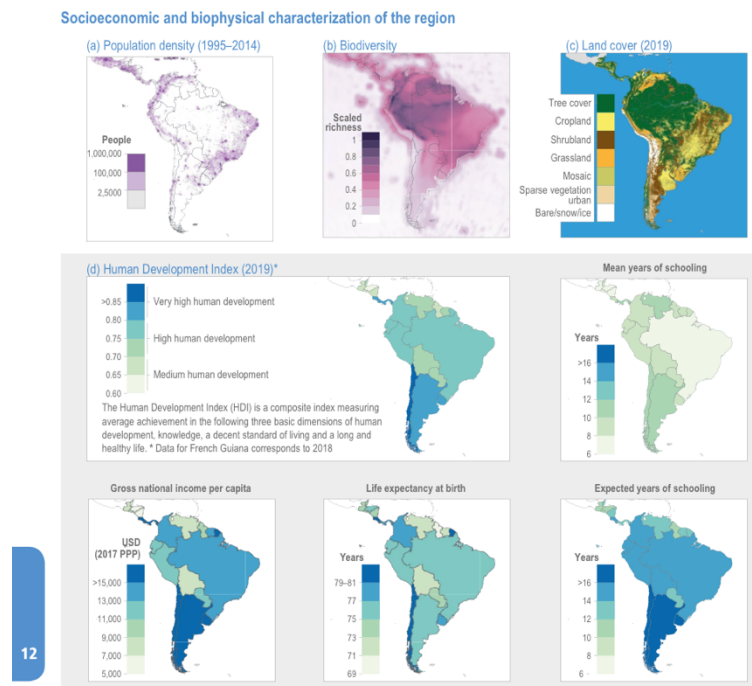 Socioeconomic and biophysical characterization of the region
(a) Population density (1995–2014)
People
1,000,000
100,000
2,5000
(b) Biodiversity
Scaled
richness
1
0.8
0.6
0.4
0.2
0
(c) Land cover (2019)
Tree cover
Cropland
Shrubland
Grassland
Mosaic
Sparse vegetation
urban
Bare/snow/ice
(d) Human Development Index (2019)*
>0.85
0.80
0.75
0.70
0.65
0.60
Very high human development
High human development
Medium human development
The Human Development Index (HDI) is a composite index measuring
average achievement in the following three basic dimensions of human
development, knowledge, a decent standard of living and a long and
healthy life. * Data for French Guiana corresponds to 2018
Mean years of schooling
Years
>16
14
12
10
8
6
Gross national income per capita
USD
(2017 PPP)
>15,000
13,000
11,000
9,000
7,000
5,000
Life expectancy at birth
Years
79–81
77
75
73
71
69
Expected years of schooling
Years
>16
14
12
10
8
6
12